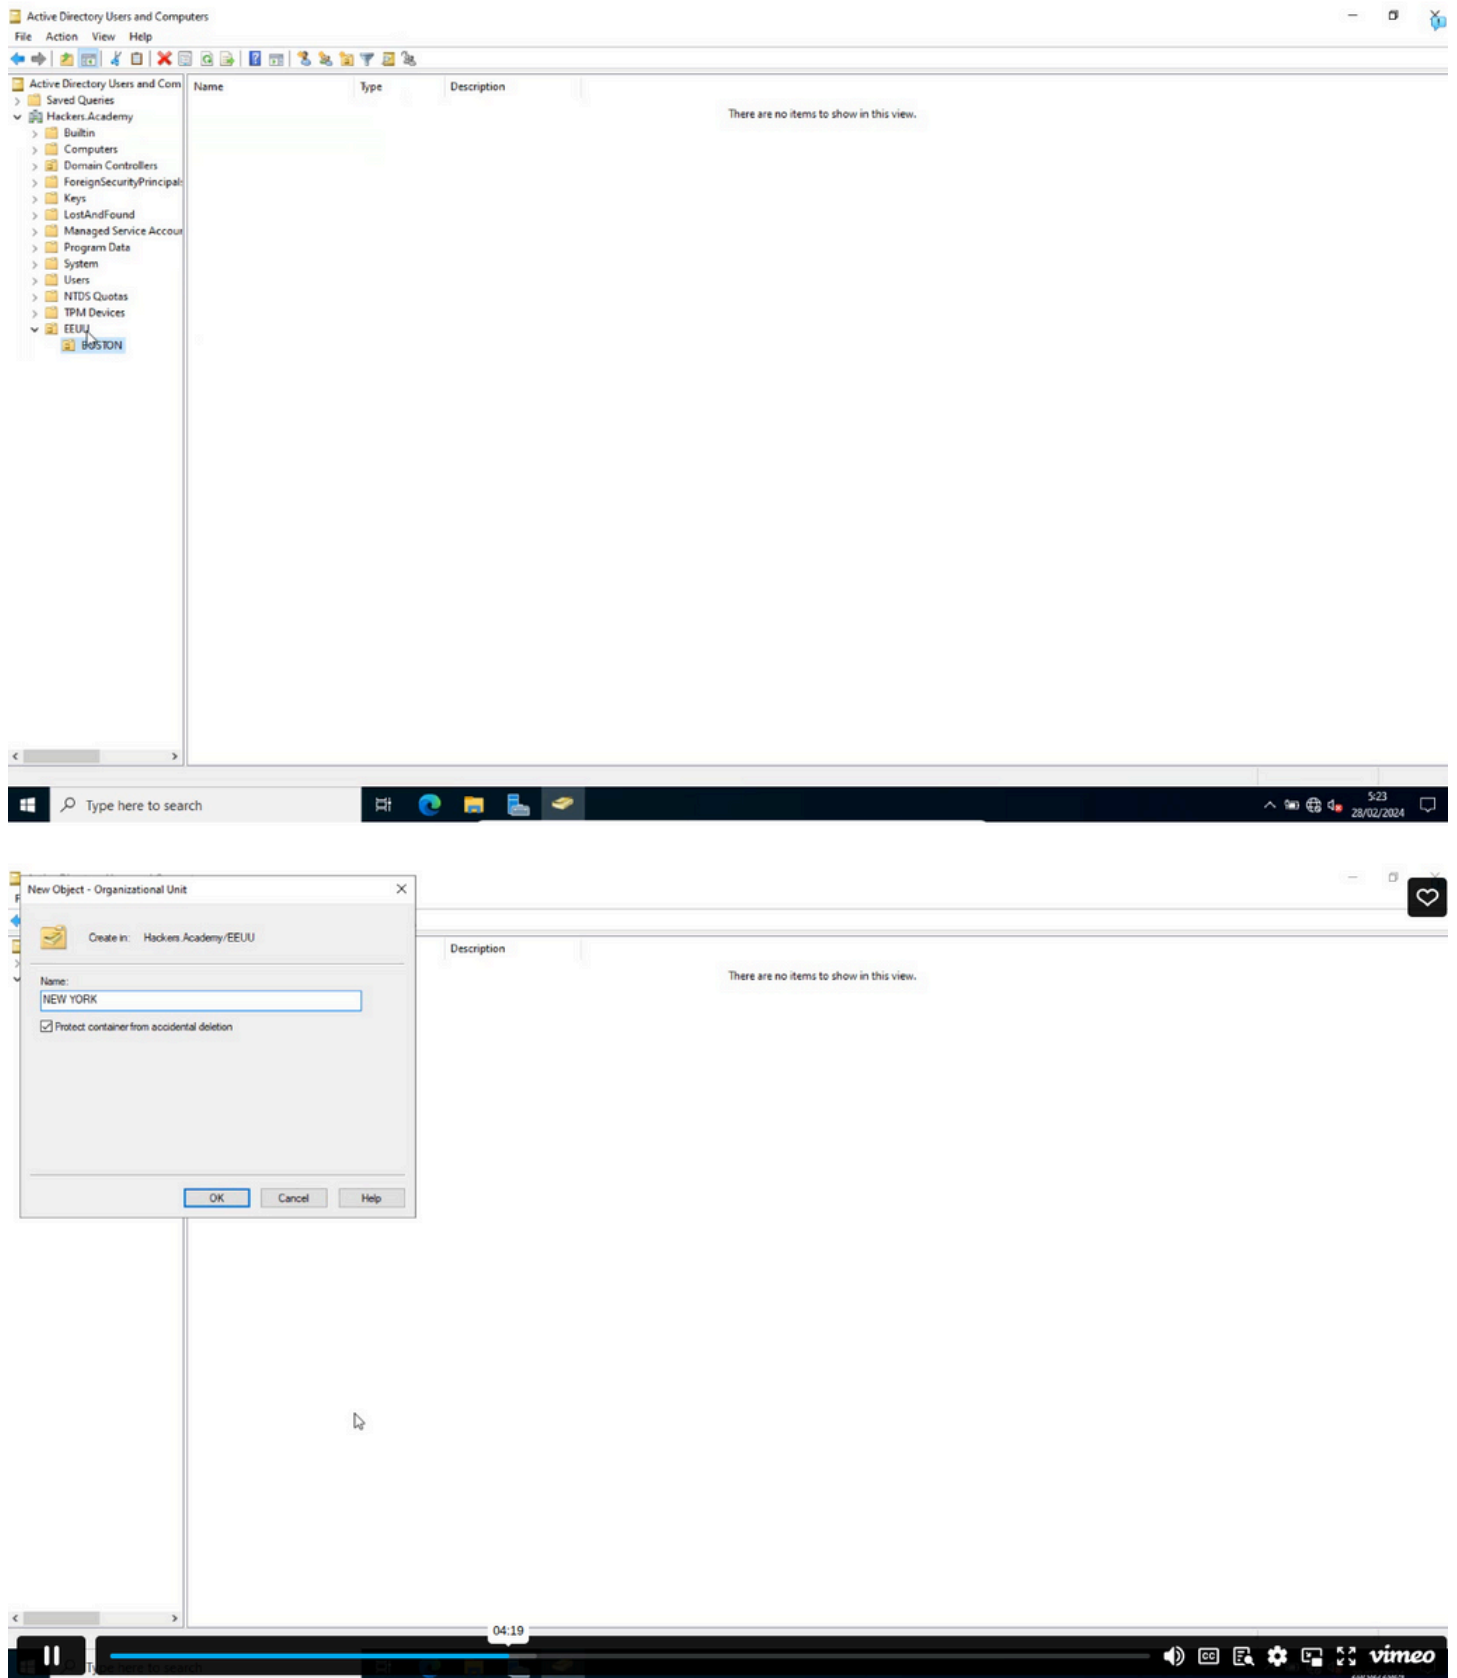 Active Directory Users and Computers
File Action View Help
Active Directory Users and Com
Name Type Description
Saved Queries
There are no items to show in this view.
Hackers.Academy
Builtin
Computers
Domain Controllers
ForeignSecurityPrincipal:
Keys
LostAndFound
Managed Service Accour
Program Data
System
Users
NTDS Quotas
TPM Devices
EEUU
BOSTON
Type here to search
5:23
28/02/2024
New Object - Organizational Unit
Create in: Hackers.Academy/EEUU
Description
There are no items to show in this view.
Name:
NEW YORK
Protect container from accidental deletion
OK Cancel Help
04:19
CC
vimeo